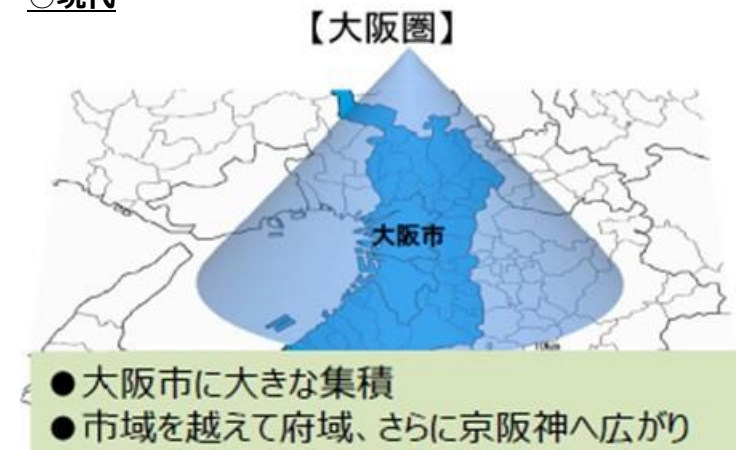 ○現代
【大阪圏】
大阪市
10km
●大阪市に大きな集積
●市域を越えて府域、さらに京阪神へ広がり